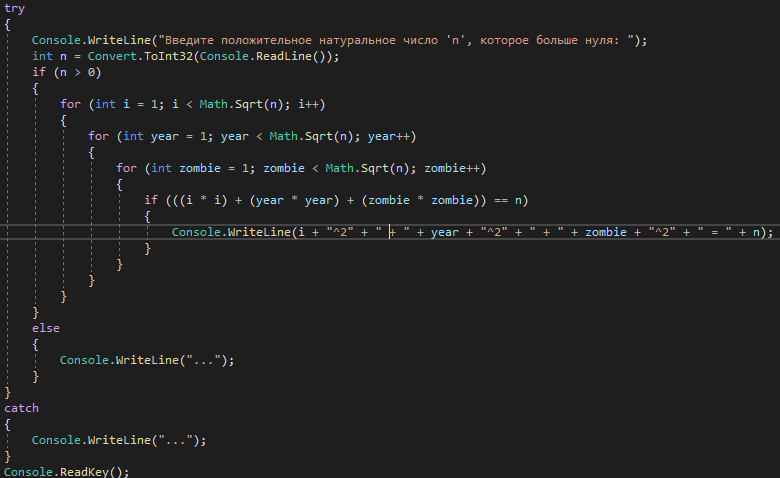 try
{
Console.WriteLine("Введите положительное натуральное число 'n', которое больше нуля: ");
int n = Convert.ToInt32(Console.ReadLine());
if (n > 0)
{
for (int i = 1; i < Math.Sqrt(n); i++)
{
for (int year = 1; year < Math.Sqrt(n); year++)
{
for (int zombie = 1; zombie < Math.Sqrt(n); zombie++)
{
if (((i * i) + (year * year) + (zombie * zombie)) == n)
{
Console.WriteLine(i + "^2" + " + " + year + "^2" + " + " + zombie + "^2" + " = " + n);
}
}
}
}
}
else
{
Console.WriteLine("...");
}
}
catch
{
Console.WriteLine("...");
}
Console.ReadKey();